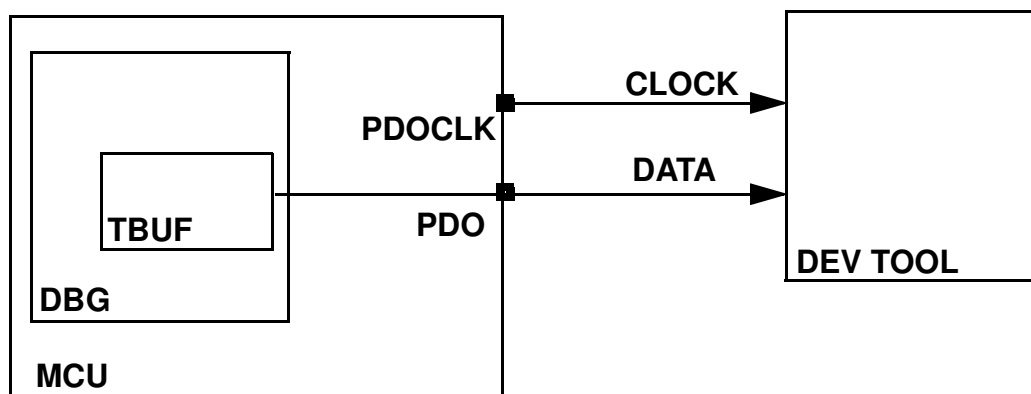 CLOCK
PDOCLK
DATA
PDO
TBUF
DEV TOOL
DBG
MCU